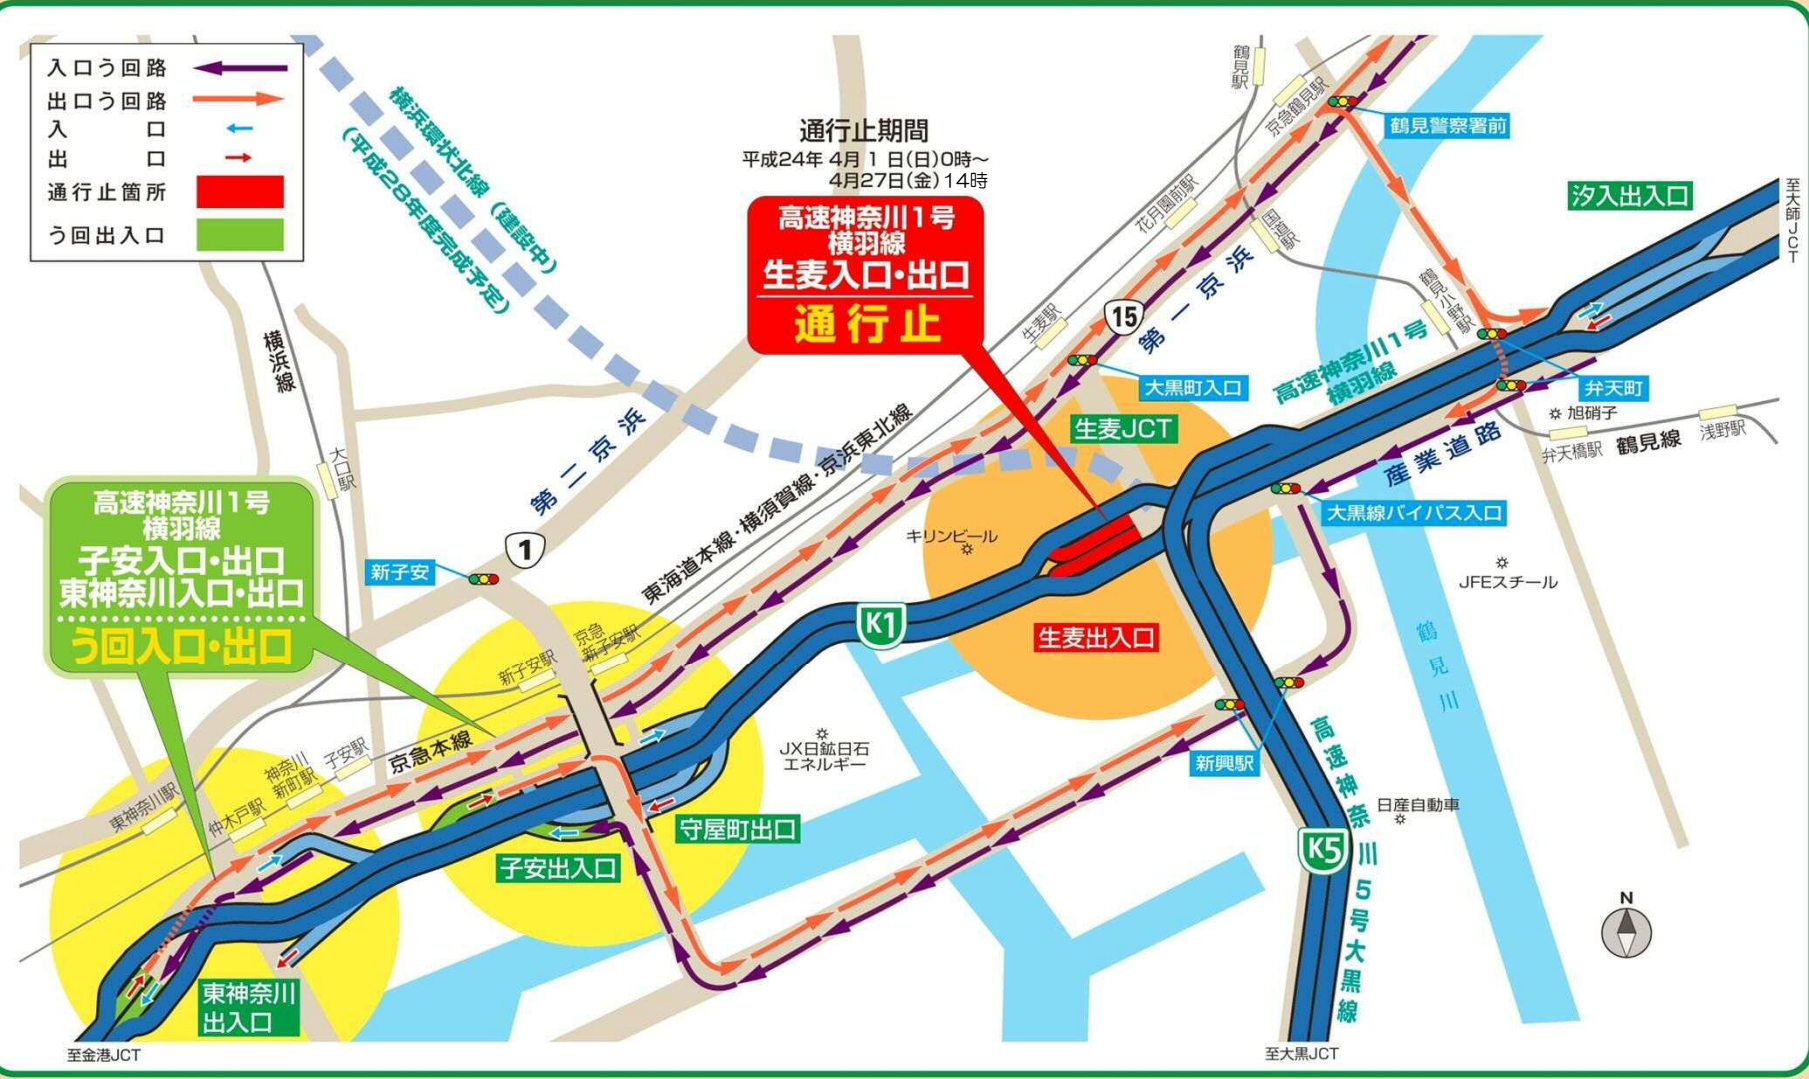 入口う回路
出口う回路
入口
出口
通行止箇所
う回出入口
横浜環状北線(建設中)
(平成28年度完成予定)
通行止期間
平成24年 4月 1 日(日)0時〜
4月27日(金)14時
高速神奈川1号
横羽線
生麦入口・出口
通行止
鶴見駅
京急鶴見駅
鶴見警察署前
汐入出入口
至大師JCT
花月園前駅
国道駅
鶴見小野駅
生麦駅
15
第一京浜
大黒町入口
高速神奈川1号
横羽線
弁天町
旭硝子
弁天橋駅
鶴見線
浅野駅
産業道路
生麦JCT
大黒線バイパス入口
横浜線
大口駅
第二京浜
1
新子安
東海道本線・横須賀線・京浜東北線
キリンビール
JFEスチール
高速神奈川1号
横羽線
子安入口・出口
東神奈川入口・出口
う回入口・出口
K1
生麦出入口
鶴見川
京急
新子安駅
新子安駅
京急本線
子安駅
神奈川
新町駅
仲木戸駅
東神奈川駅
JX日鉱日石
エネルギー
新興駅
日産自動車
守屋町出口
子安出入口
K5
高速神奈川5号大黒線
N
東神奈川
出入口
至金港JCT
至大黒JCT